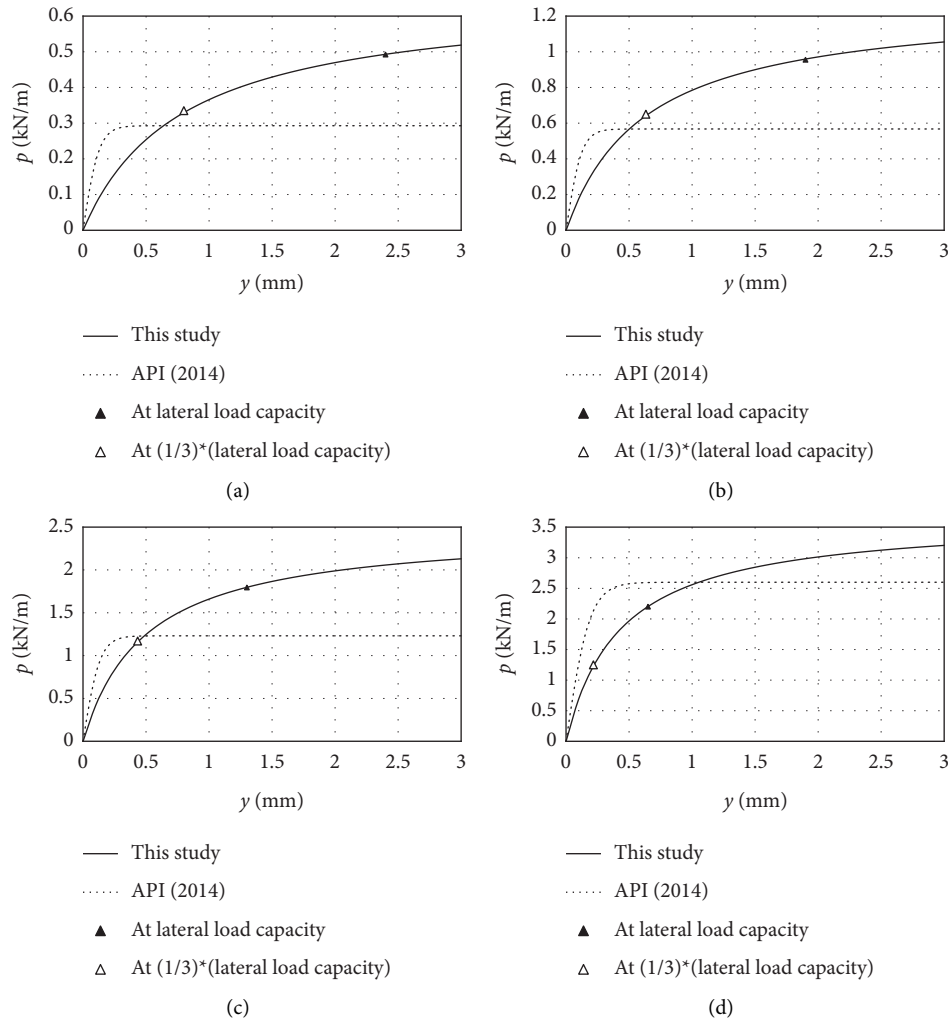 0.6
0.5
0.4
0.3
0.2
0.1
0
p (kN/m)
0 0.5 1 1.5 2 2.5 3
y (mm)
This study
API (2014)
At lateral load capacity
At (1/3)*(lateral load capacity)
(a)
1.2
1
0.8
0.6
0.4
0.2
0
p (kN/m)
0 0.5 1 1.5 2 2.5 3
y (mm)
This study
API (2014)
At lateral load capacity
At (1/3)*(lateral load capacity)
(b)
2.5
2
1.5
1
0.5
0
p (kN/m)
0 0.5 1 1.5 2 2.5 3
y (mm)
This study
API (2014)
At lateral load capacity
At (1/3)*(lateral load capacity)
(c)
3.5
3
2.5
2
1.5
1
0.5
0
p (kN/m)
0 0.5 1 1.5 2 2.5 3
y (mm)
This study
API (2014)
At lateral load capacity
At (1/3)*(lateral load capacity)
(d)